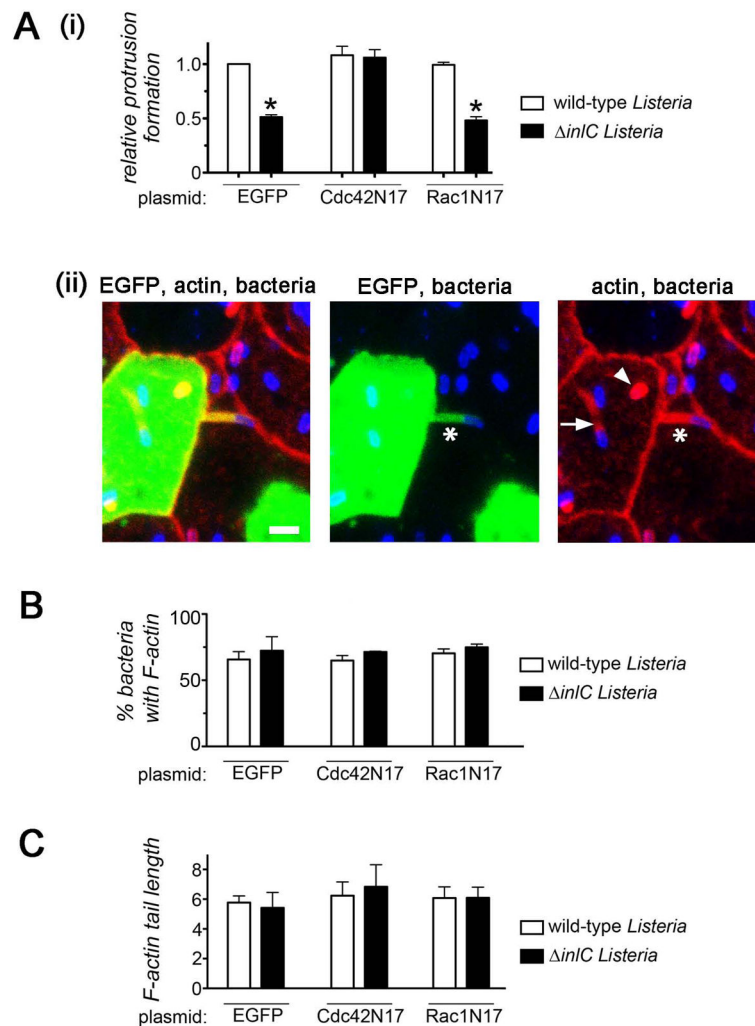 A (i)
relative protrusion
formation
1.0
0.5
0
*
*
plasmid: EGFP Cdc42N17 Rac1N17
wild-type Listeria
ΔinlC Listeria
(ii)
EGFP, actin, bacteria EGFP, bacteria actin, bacteria
* *
B
% bacteria
with F-actin
100
50
0
plasmid: EGFP Cdc42N17 Rac1N17
wild-type Listeria
ΔinlC Listeria
C
F-actin tail length
8
6
4
2
0
plasmid: EGFP Cdc42N17 Rac1N17
wild-type Listeria
ΔinlC Listeria